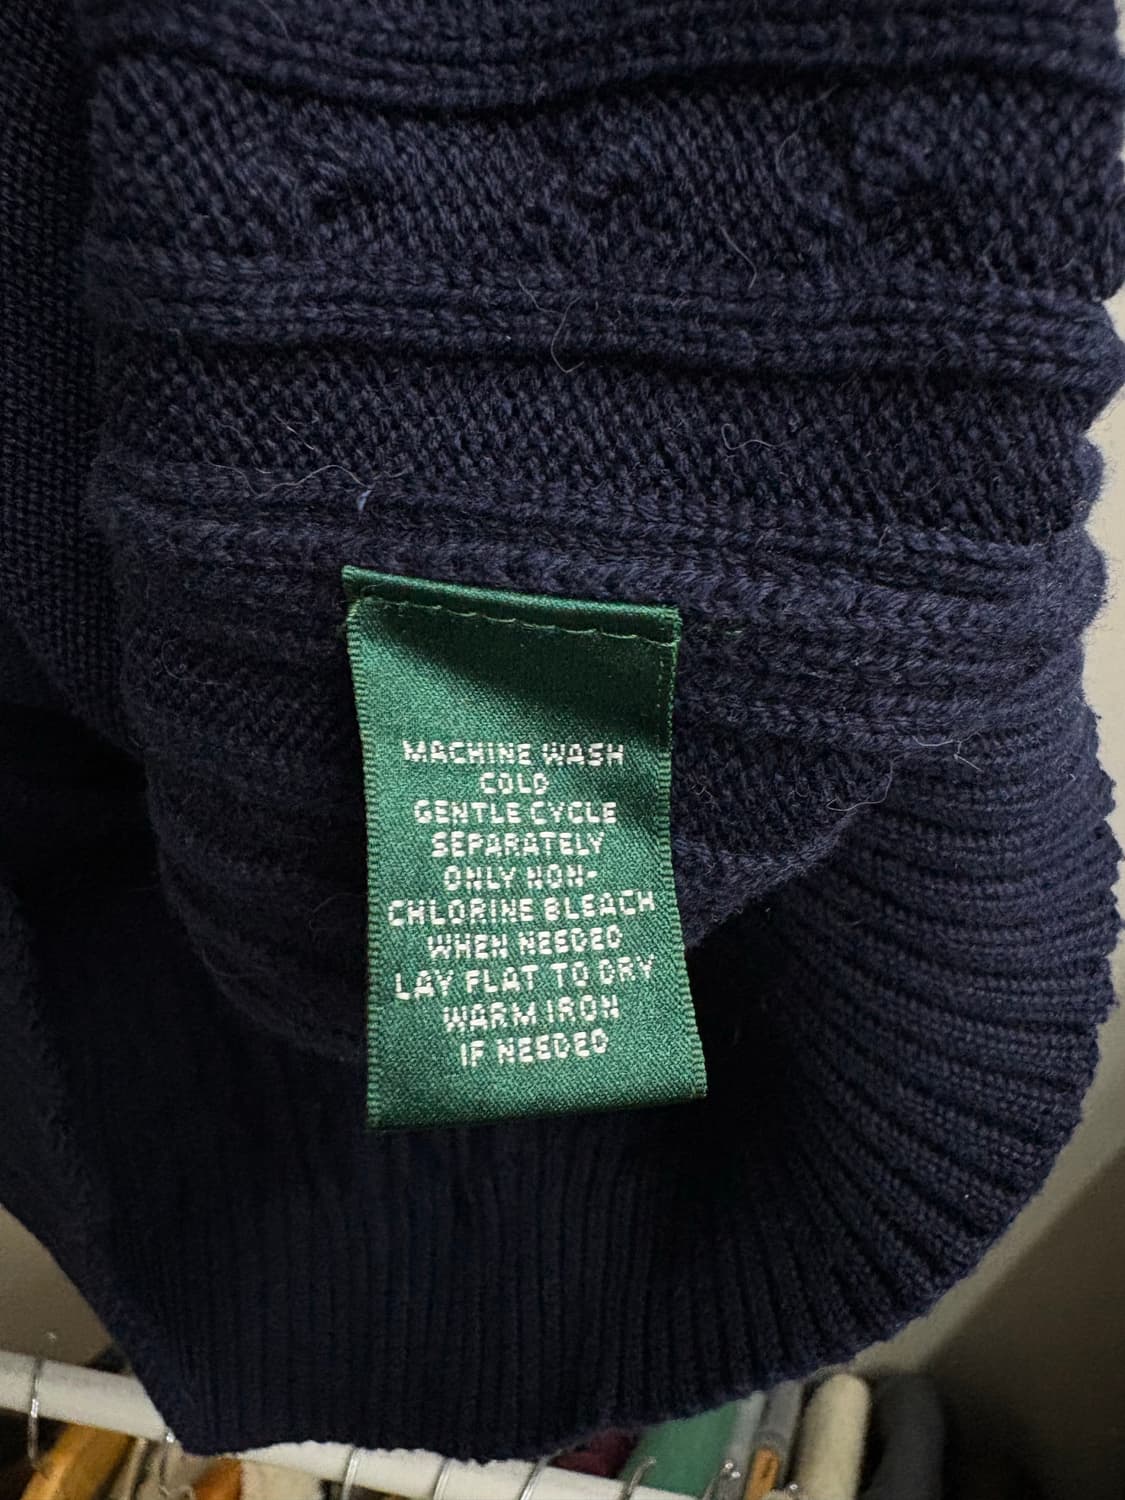 MACHINE WASH
COLD
GENTLE CYCLE
SEPARATELY
ONLY NON-
CHLORINE BLEACH
WHEN NEEDED
LAY FLAT TO DRY
WARM IRON
IF NEEDED